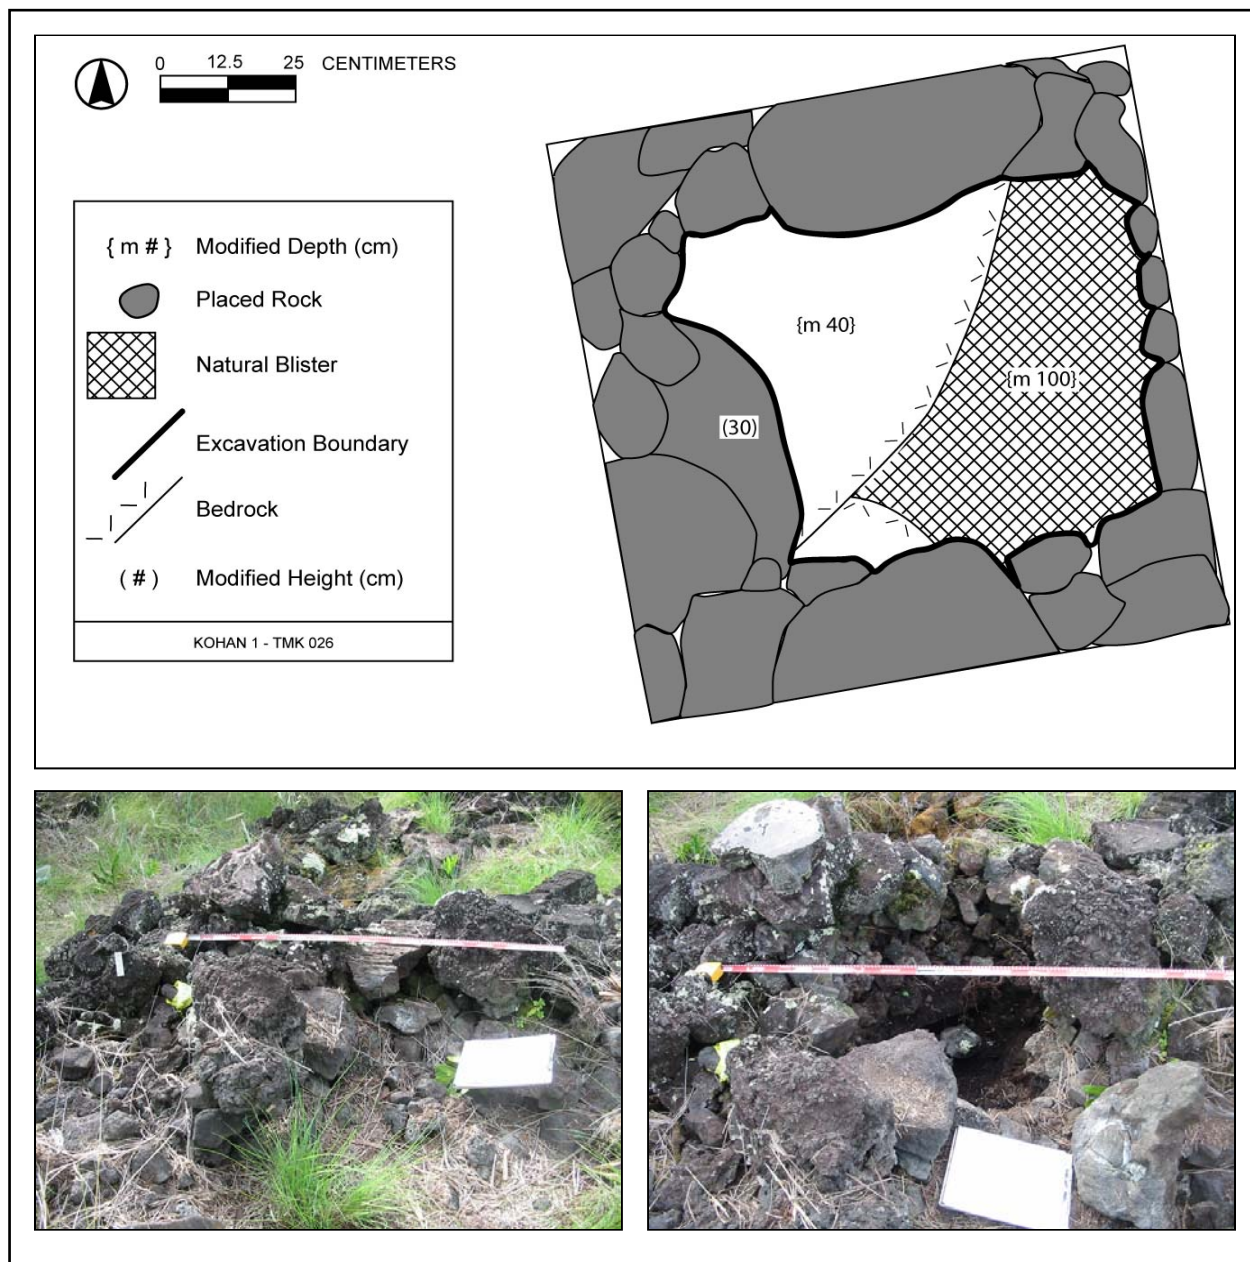 0 12.5 25 CENTIMETERS
{ m # } Modified Depth (cm)
Placed Rock
Natural Blister
Excavation Boundary
Bedrock
( # ) Modified Height (cm)
KOHAN 1 - TMK 026
{m 40}
{m 100}
(30)